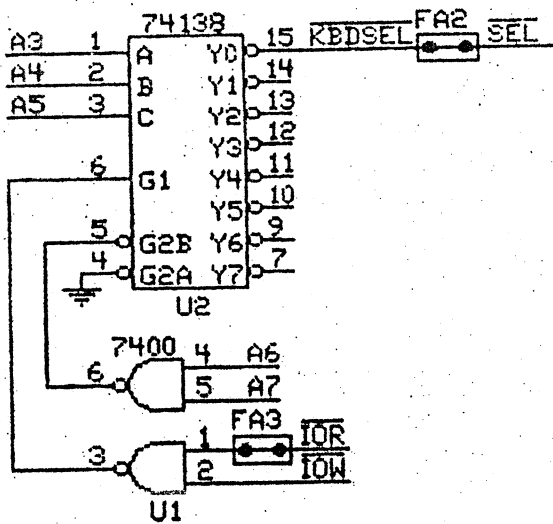 74138
A3 1 A Y0 15 KBDSEL FA2 SEL
A4 2 B Y1 14
A5 3 C Y2 13
Y3 12
6 G1 Y4 11
Y5 10
5 G2B Y6 9
4 G2A Y7 7
U2
7400
6 4 A6
5 A7
FA3
3 1 IOR
2 IOW
U1